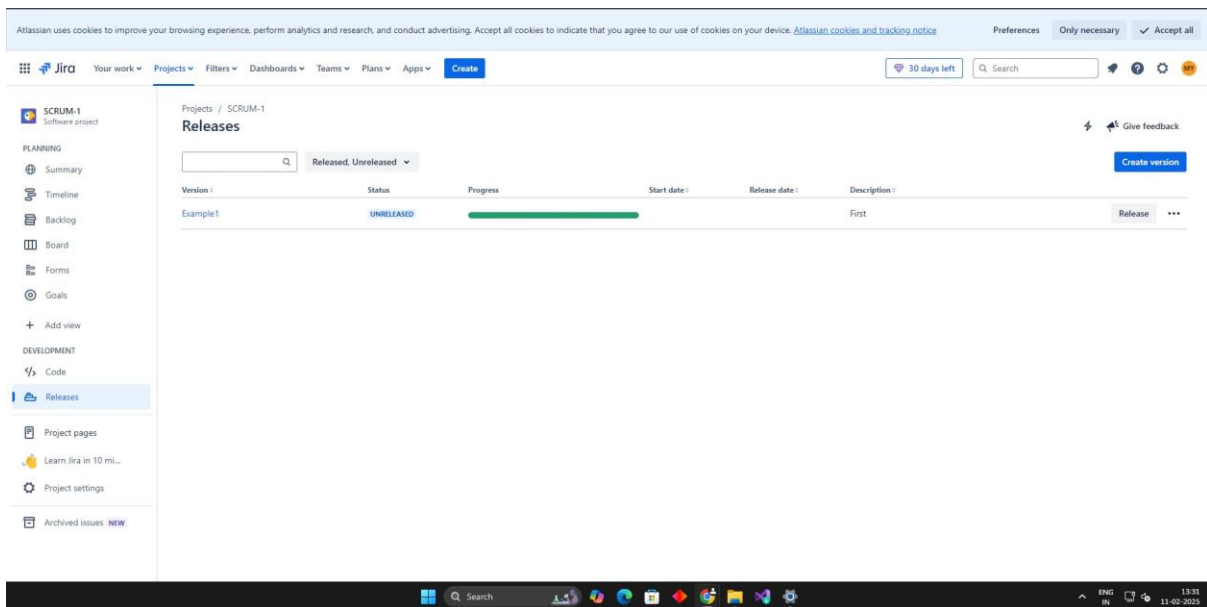 Atlassian uses cookies to improve your browsing experience, perform analytics and research, and conduct advertising. Accept all cookies to indicate that you agree to our use of cookies on your device. Atlassian cookies and tracking notice Preferences Only necessary Accept all
Jira Your work Projects Filters Dashboards Teams Plans Apps Create 30 days left Search MY
SCRUM-1
Software project
PLANNING
Summary
Timeline
Backlog
Board
Forms
Goals
Add view
DEVELOPMENT
Code
Releases
Project pages
Learn Jira in 10 mi...
Project settings
Archived issues NEW
Projects / SCRUM-1
Releases
Give feedback
Released, Unreleased
Create version
Version Status Progress Start date Release date Description
Example1 UNRELEASED First Release
Search
ENG
IN
13:31
11-02-2025